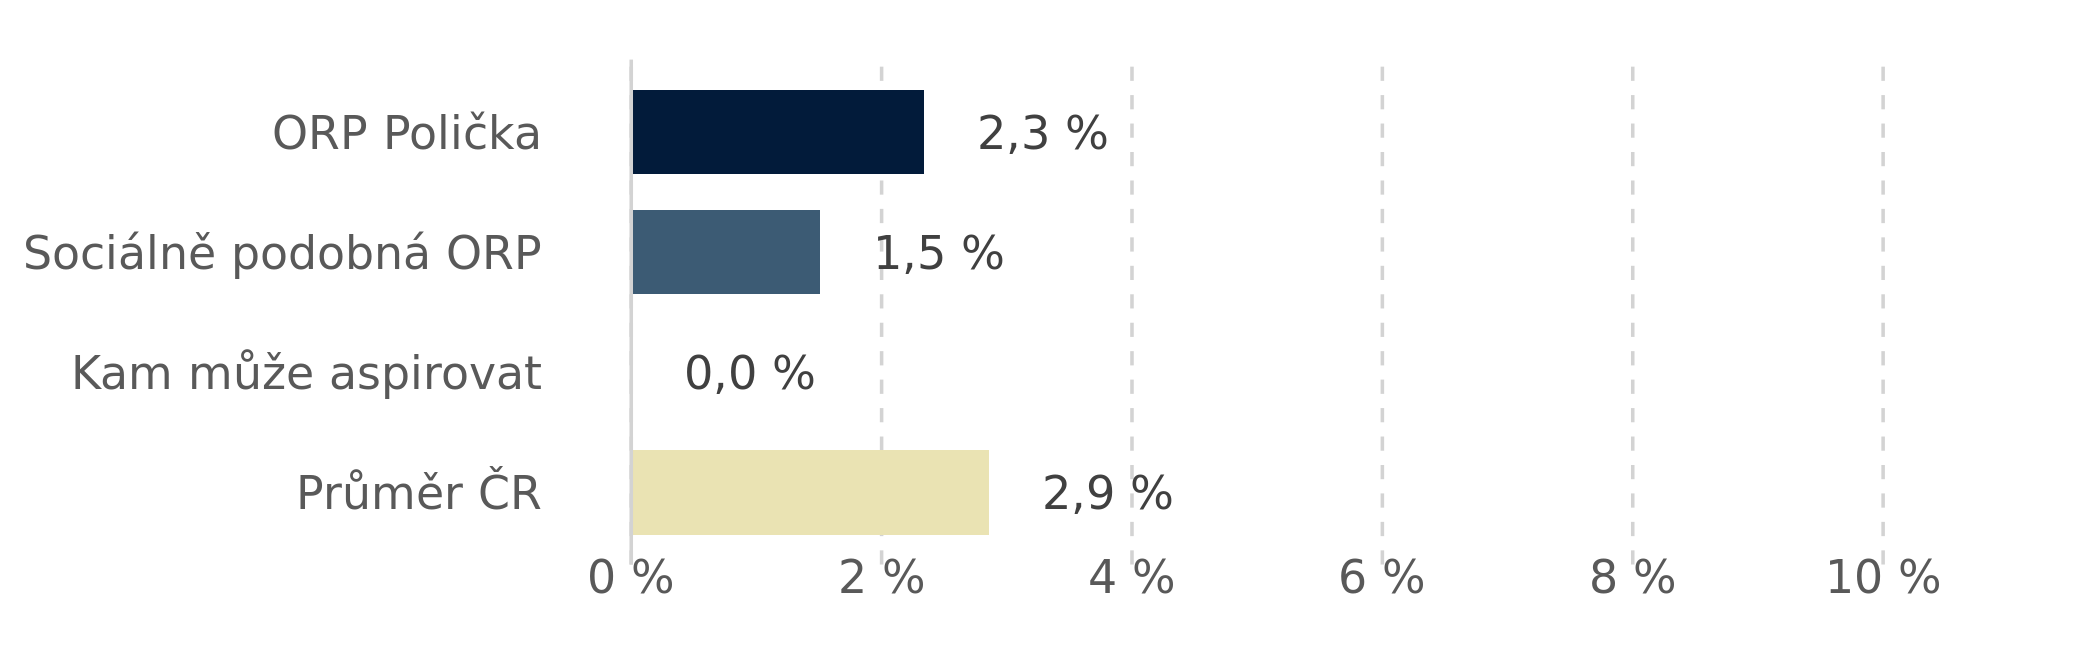 ORP Polička 2,3 %
Sociálně podobná ORP 1,5 %
Kam může aspirovat 0,0 %
Průměr ČR 2,9 %
0 % 2 % 4 % 6 % 8 % 10 %